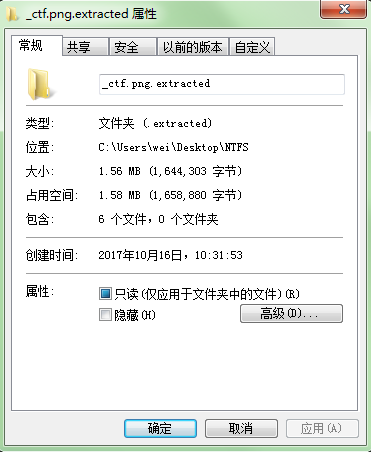 _ctf.png.extracted 属性
常规 共享 安全 以前的版本 自定义
_ctf.png.extracted
类型: 文件夹 (.extracted)
位置: C:\Users\wei\Desktop\NTFS
大小: 1.56 MB (1,644,303 字节)
占用空间: 1.58 MB (1,658,880 字节)
包含: 6 个文件，0 个文件夹
创建时间: 2017年10月16日，10:31:53
属性: 只读(仅应用于文件夹中的文件)(R)
隐藏(H) 高级(D)...
确定 取消 应用(A)